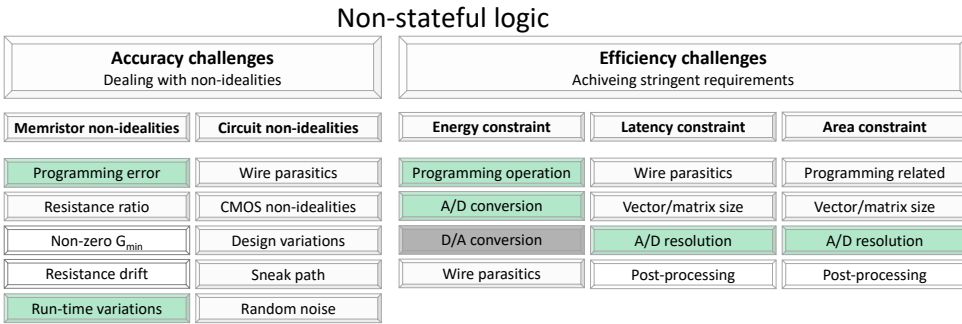 Non-stateful logic
Accuracy challenges
Dealing with non-idealities
Efficiency challenges
Achiveing stringent requirements
Memristor non-idealities
Circuit non-idealities
Energy constraint
Latency constraint
Area constraint
Programming error
Wire parasitics
Programming operation
Wire parasitics
Programming related
Resistance ratio
CMOS non-idealities
A/D conversion
Vector/matrix size
Vector/matrix size
Non-zero Gmin
Design variations
D/A conversion
A/D resolution
A/D resolution
Resistance drift
Sneak path
Wire parasitics
Post-processing
Post-processing
Run-time variations
Random noise